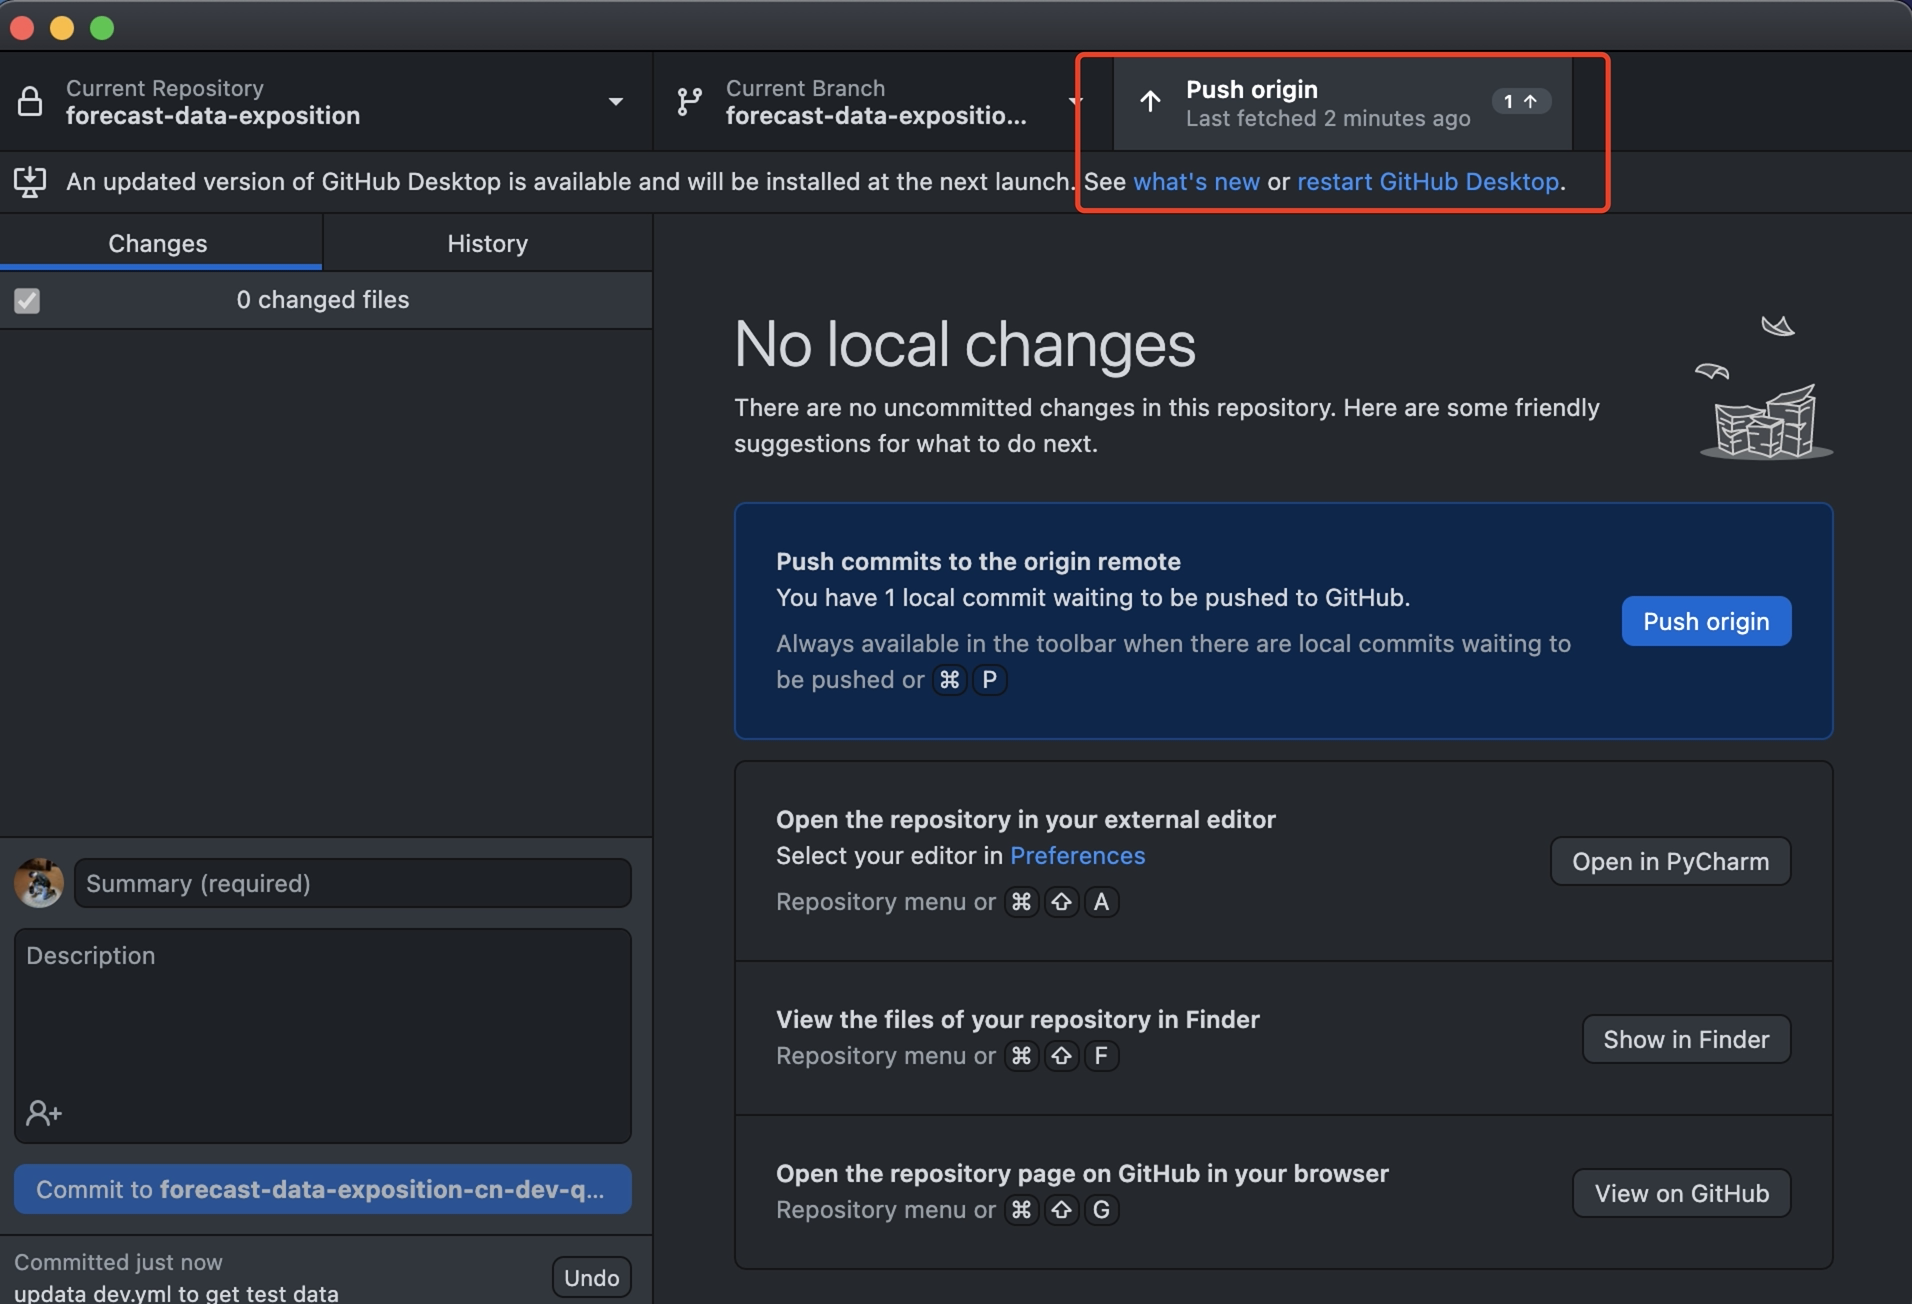 Current Repository
forecast-data-exposition
Current Branch
forecast-data-expositio...
Push origin
Last fetched 2 minutes ago
1 ↑
An updated version of GitHub Desktop is available and will be installed at the next launch. See what's new or restart GitHub Desktop.
Changes
History
0 changed files
No local changes
There are no uncommitted changes in this repository. Here are some friendly
suggestions for what to do next.
Push commits to the origin remote
You have 1 local commit waiting to be pushed to GitHub.
Always available in the toolbar when there are local commits waiting to
be pushed or ⌘ P
Push origin
Open the repository in your external editor
Select your editor in Preferences
Repository menu or ⌘ ⇧ A
Open in PyCharm
View the files of your repository in Finder
Repository menu or ⌘ ⇧ F
Show in Finder
Open the repository page on GitHub in your browser
Repository menu or ⌘ ⇧ G
View on GitHub
Summary (required)
Description
Commit to forecast-data-exposition-cn-dev-q...
Committed just now
updata dev.yml to get test data
Undo